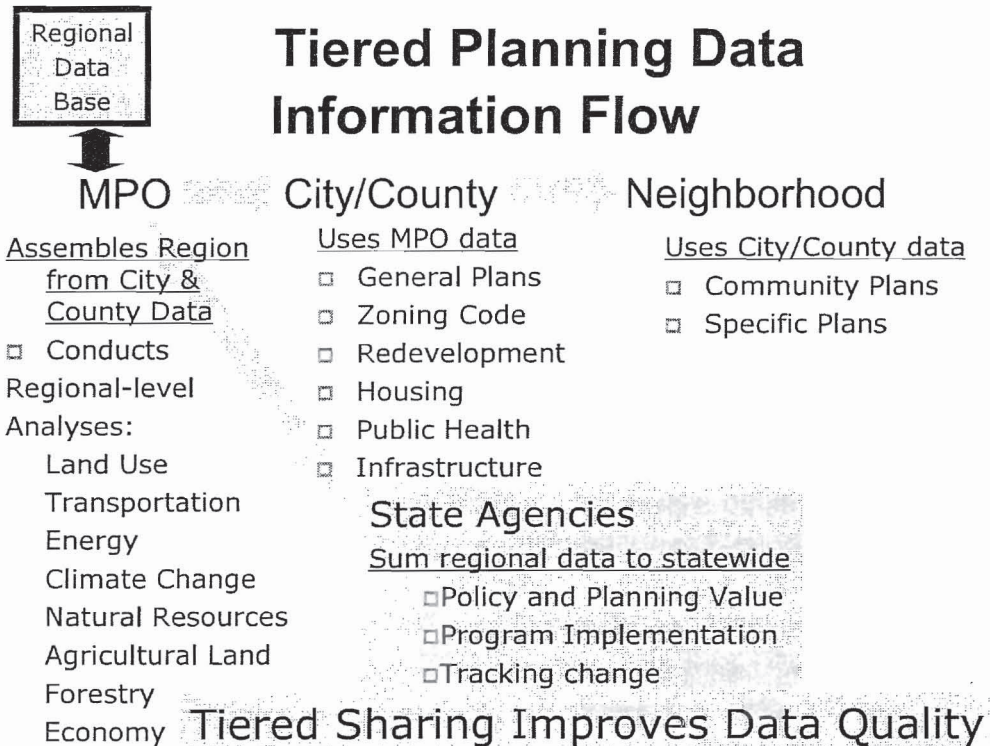 Regional
Data
Base
Tiered Planning Data
Information Flow
MPO
City/County
Neighborhood
Assembles Region
from City &
County Data
□ Conducts
Regional-level
Analyses:
Land Use
Transportation
Energy
Climate Change
Natural Resources
Agricultural Land
Forestry
Economy
Uses MPO data
□ General Plans
□ Zoning Code
□ Redevelopment
□ Housing
□ Public Health
□ Infrastructure
Uses City/County data
□ Community Plans
□ Specific Plans
State Agencies
Sum regional data to statewide
□Policy and Planning Value
□Program Implementation
□Tracking change
Tiered Sharing Improves Data Quality